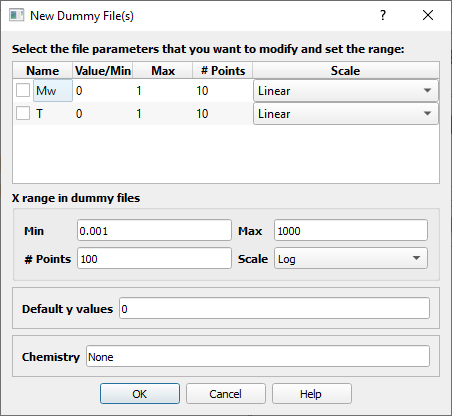 New Dummy File(s) ?
Select the file parameters that you want to modify and set the range:
Name Value/Min Max # Points Scale
Mw 0 1 10 Linear
T 0 1 10 Linear
X range in dummy files
Min 0.001 Max 1000
# Points 100 Scale Log
Default y values 0
Chemistry None
OK Cancel Help